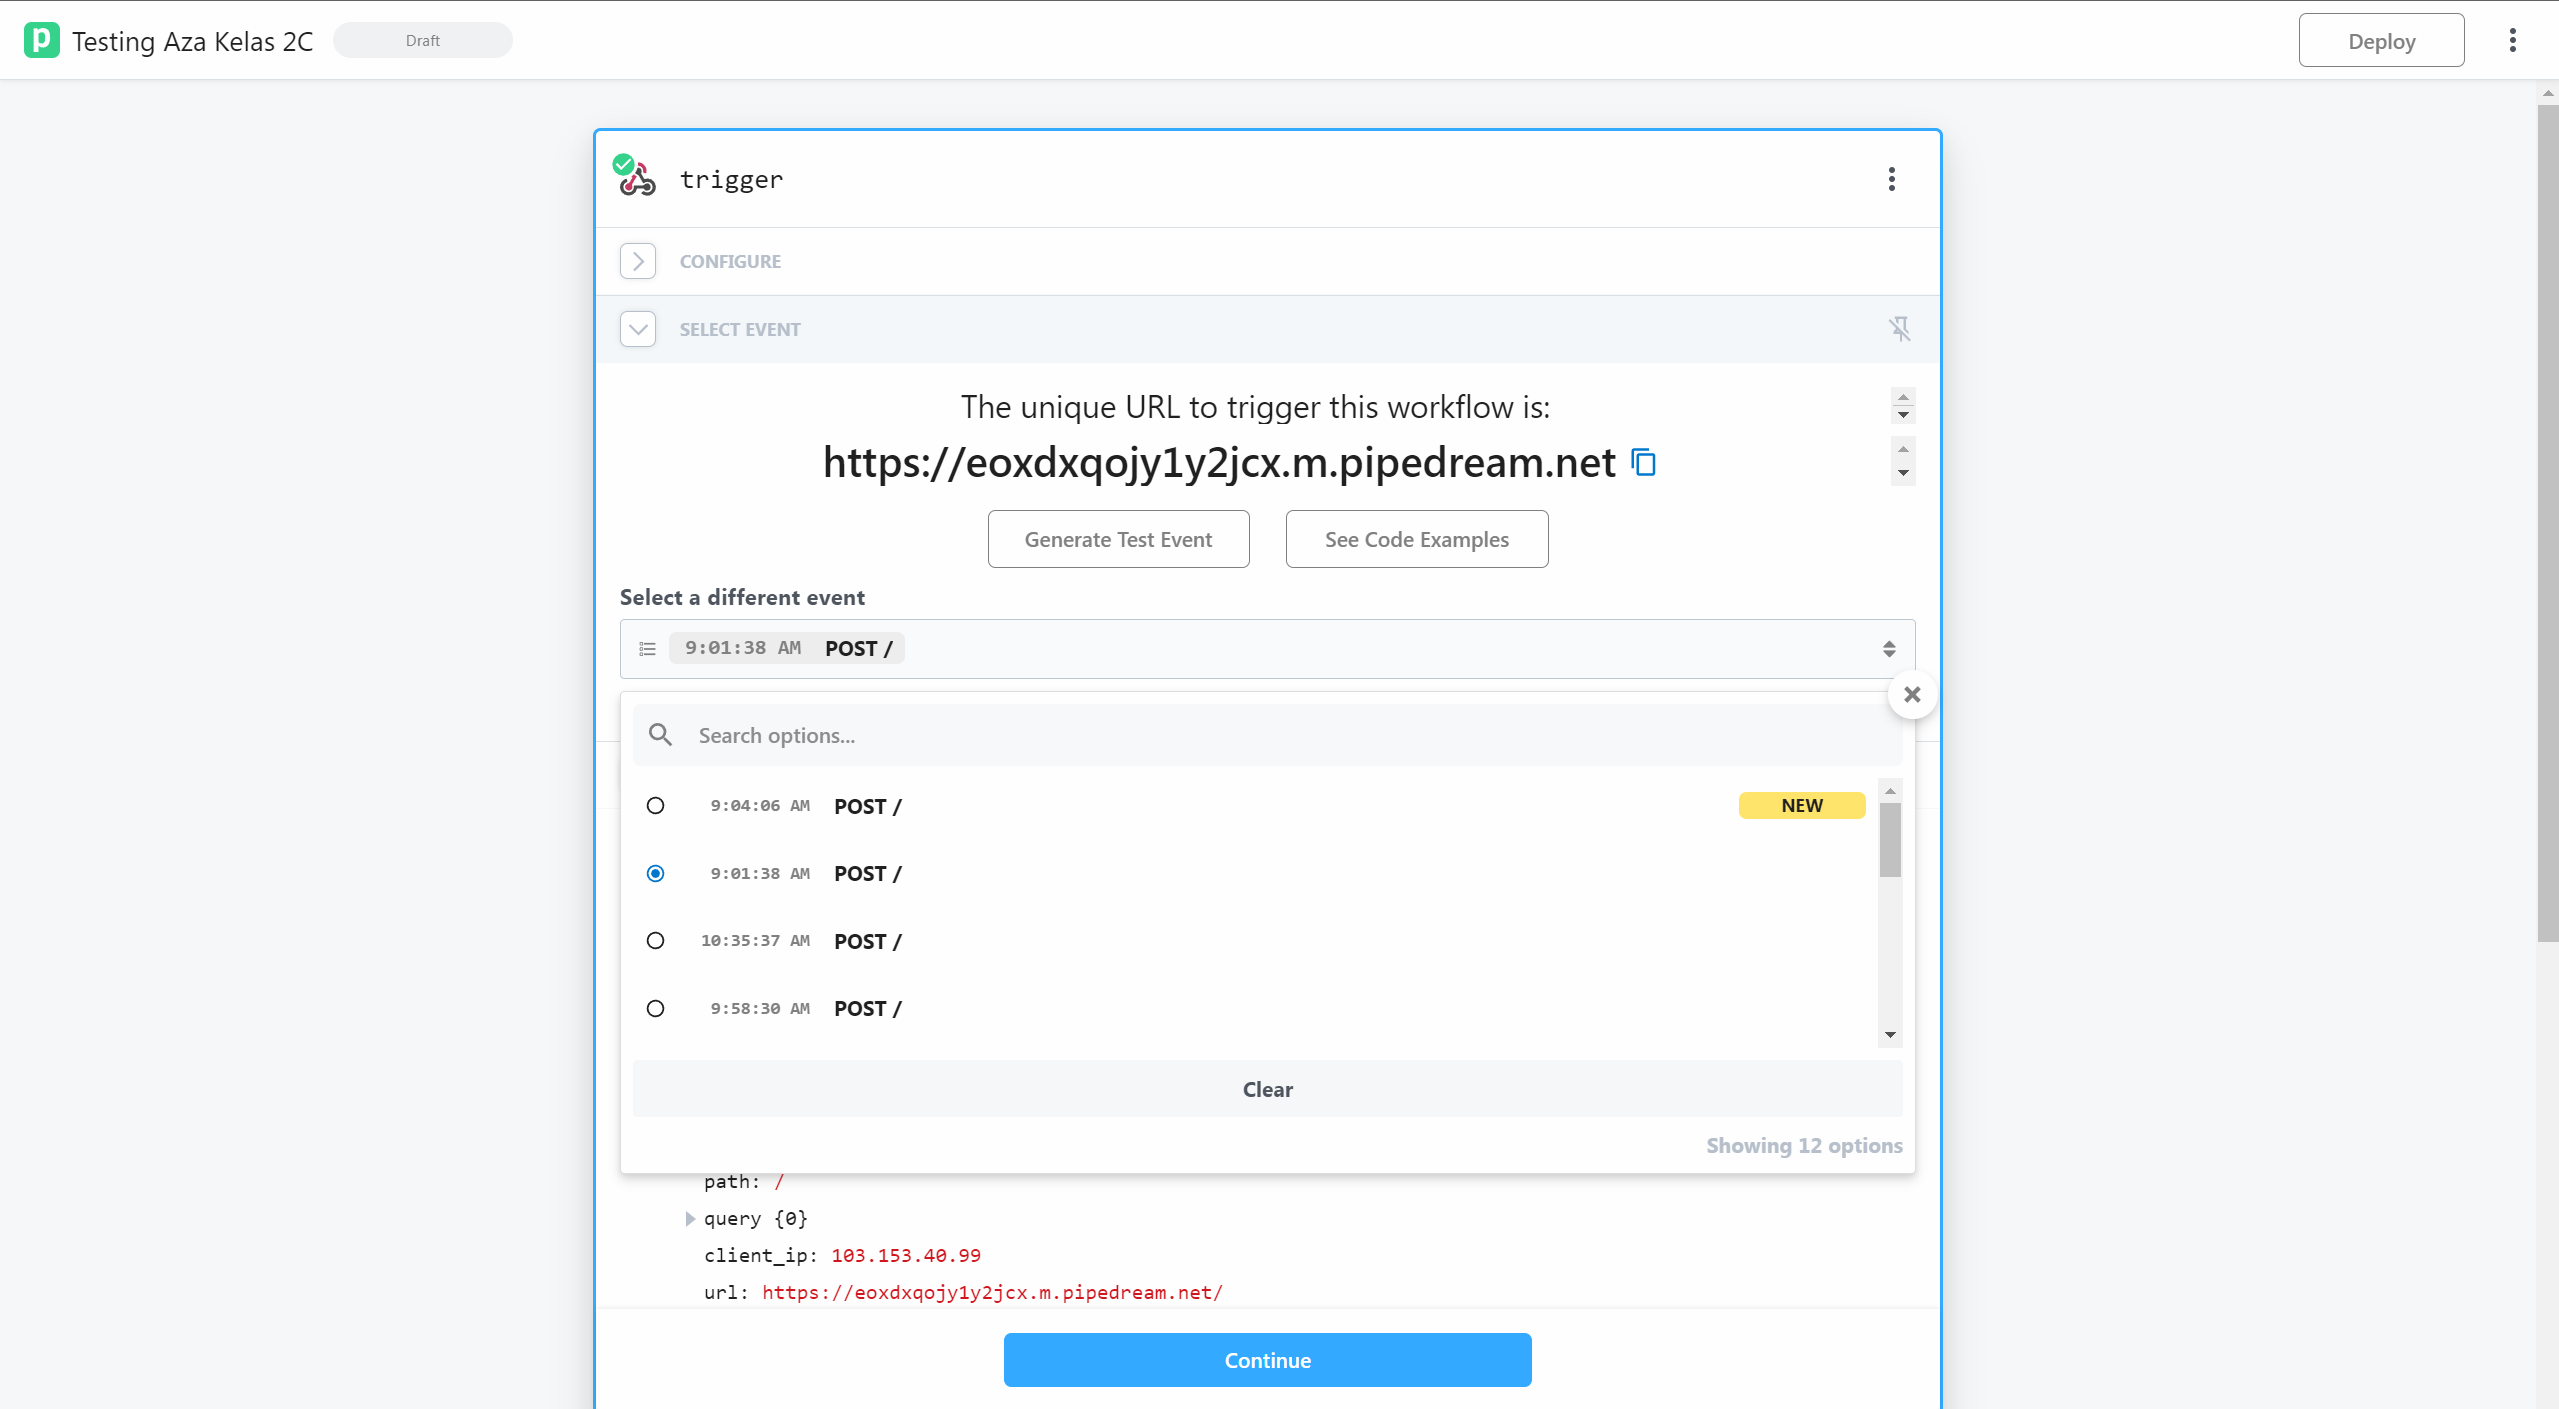 p Testing Aza Kelas 2C Draft Deploy
trigger
CONFIGURE
SELECT EVENT
The unique URL to trigger this workflow is:
https://eoxdxqojy1y2jcx.m.pipedream.net
Generate Test Event See Code Examples
Select a different event
9:01:38 AM POST /
Search options...
9:04:06 AM POST / NEW
9:01:38 AM POST /
10:35:37 AM POST /
9:58:30 AM POST /
Clear
Showing 12 options
path: /
query {0}
client_ip: 103.153.40.99
url: https://eoxdxqojy1y2jcx.m.pipedream.net/
Continue